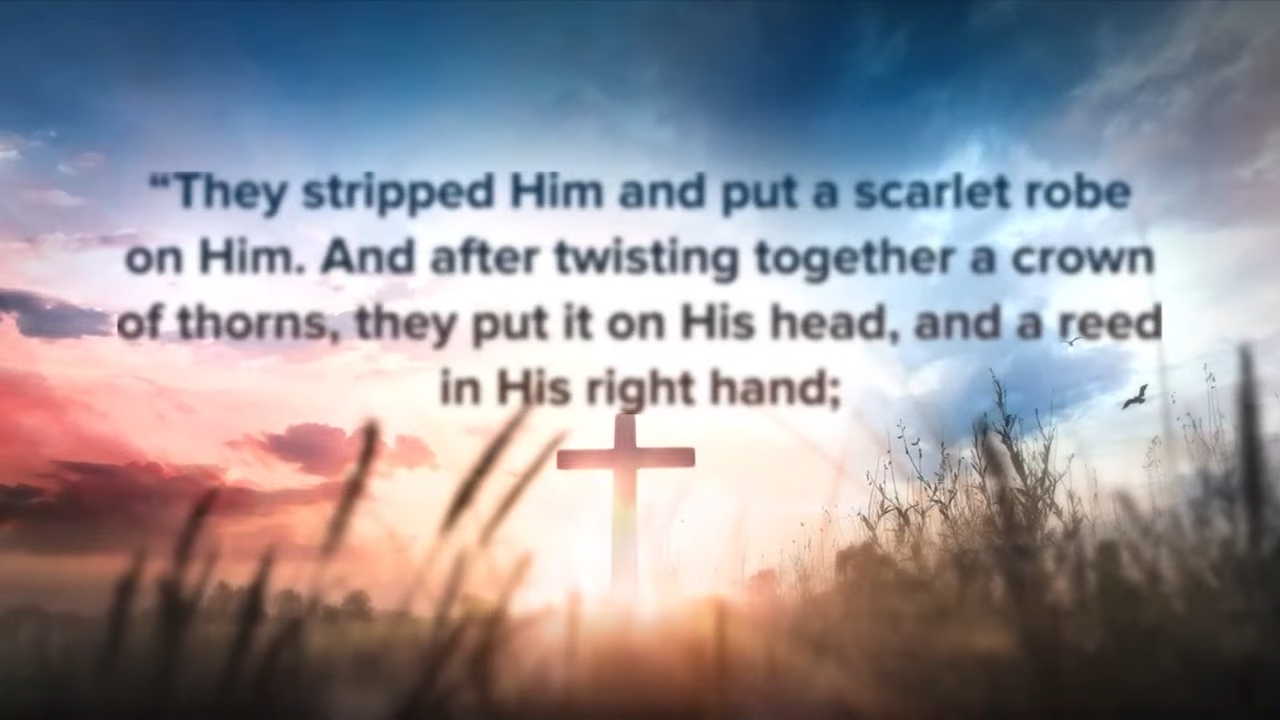 “They stripped Him and put a scarlet robe
on Him. And after twisting together a crown
of thorns, they put it on His head, and a reed
in His right hand;